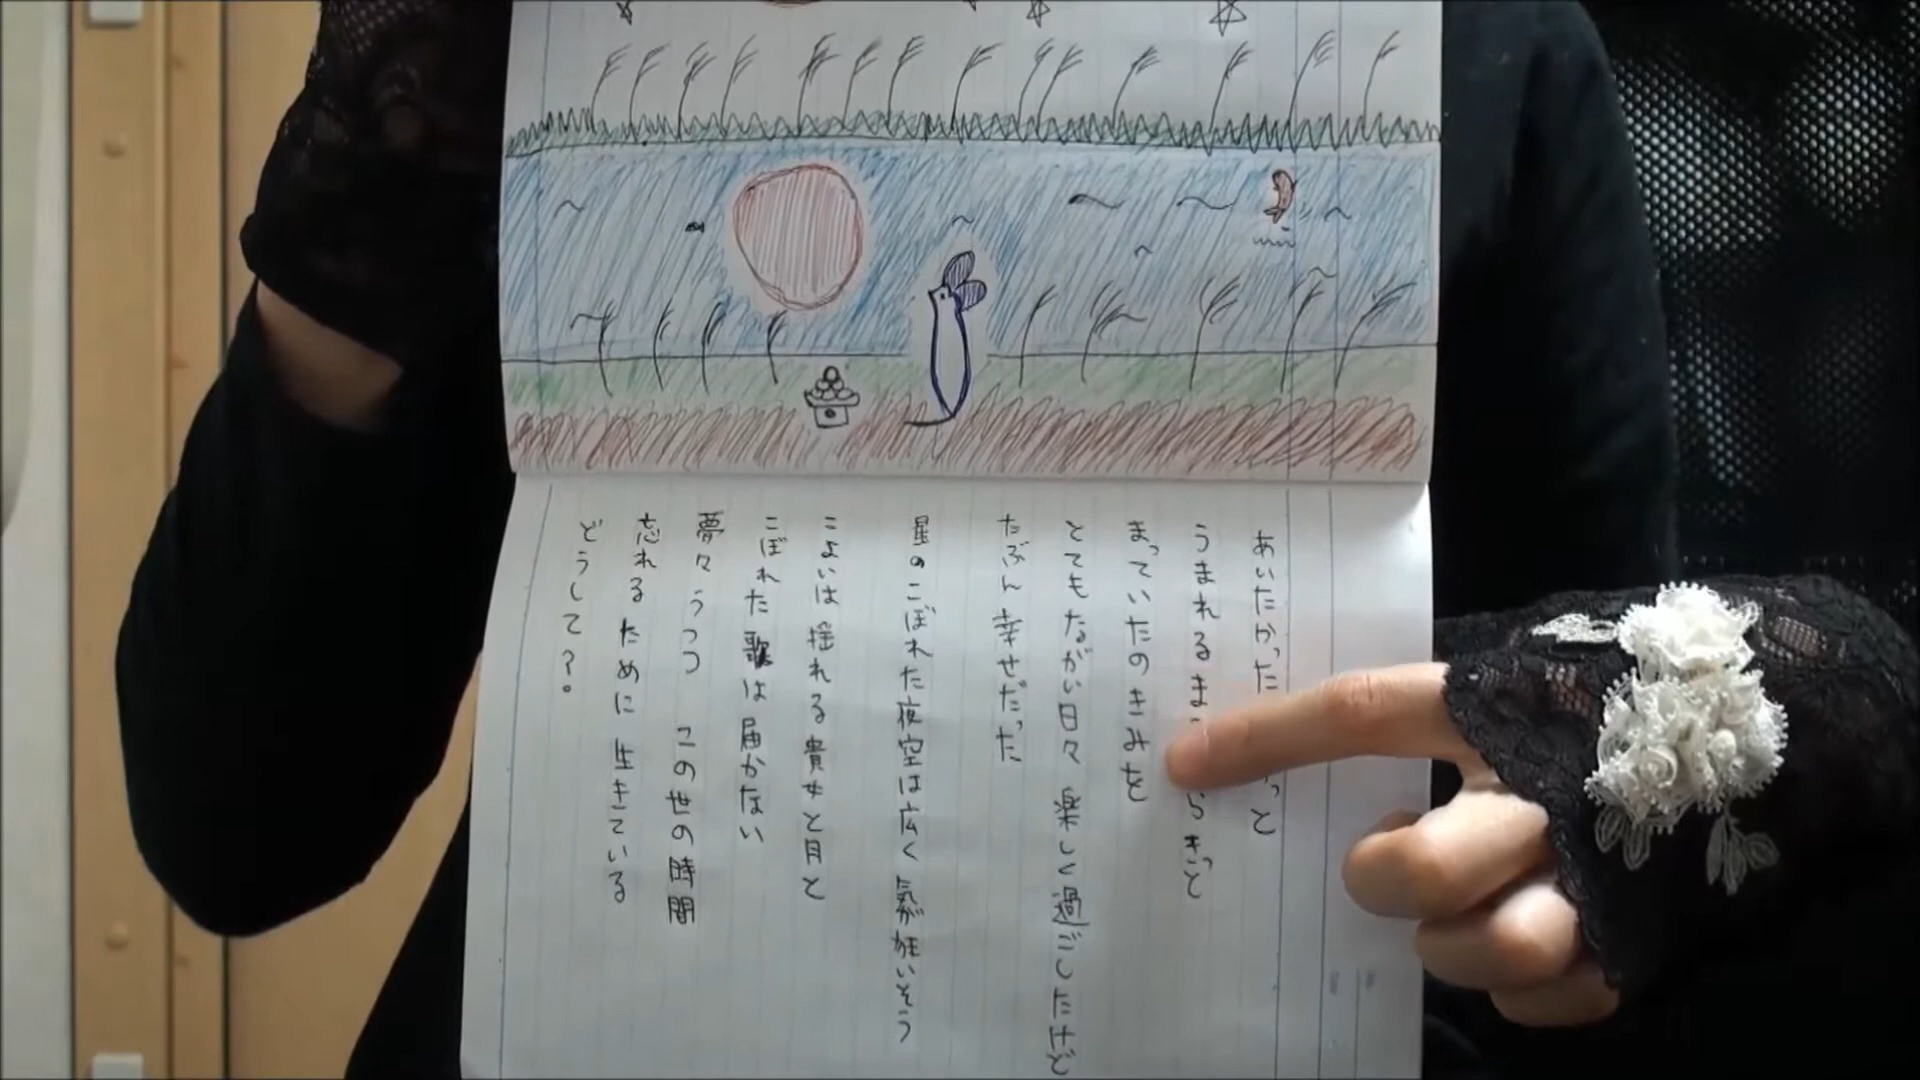 あいたかった っと
うまれるま らきっと
まっていたのきみを
とてもながい日々 楽しく過ごしたけど
たぶん幸せだった
星のこぼれた夜空は広く 気が狂いそう
こよいは揺れる貴女と月と
こぼれた歌は届かない
夢々うつつ この世の時間
忘れるために 生きている
どうして?。